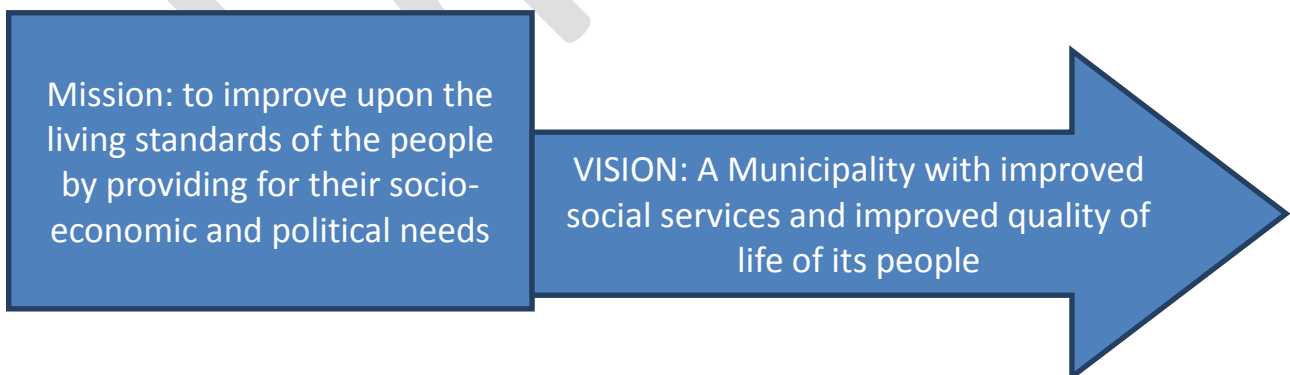 Mission: to improve upon the
living standards of the people
by providing for their socio-
economic and political needs
VISION: A Municipality with improved
social services and improved quality of
life of its people